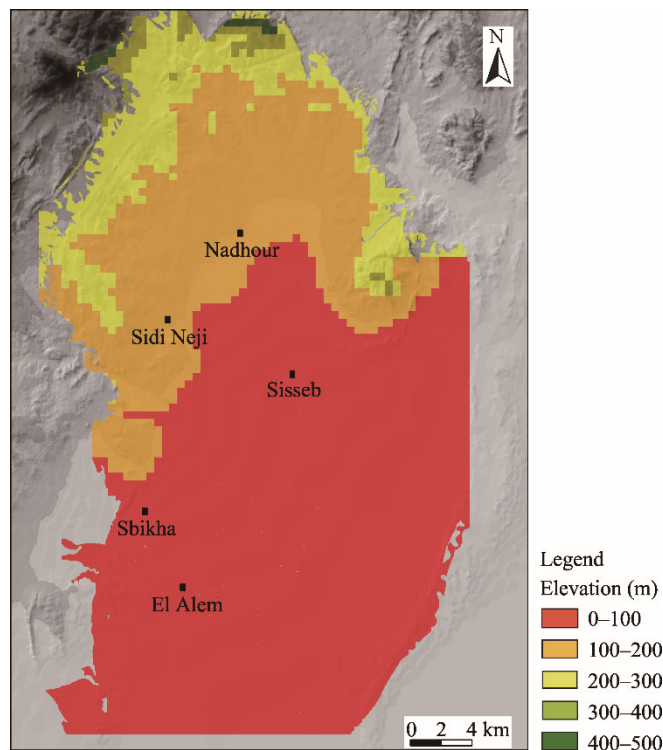 N
Nadhour
Sidi Neji
Sisseb
Sbikha
El Alem
0 2 4 km
Legend
Elevation (m)
0–100
100–200
200–300
300–400
400–500